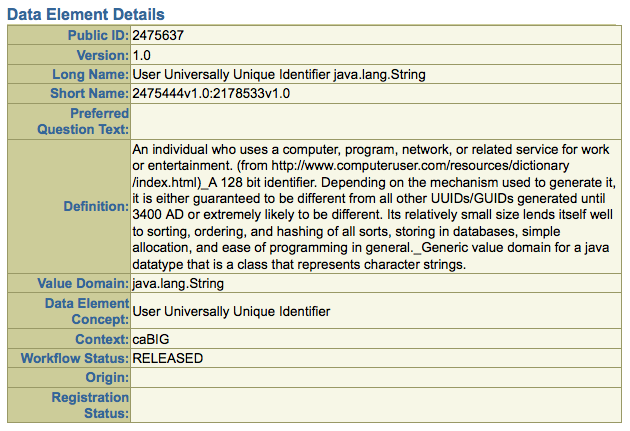 Data Element Details
Public ID: 2475637
Version: 1.0
Long Name: User Universally Unique Identifier java.lang.String
Short Name: 2475444v1.0:2178533v1.0
Preferred
Question Text:
Definition:
An individual who uses a computer, program, network, or related service for work
or entertainment. (from http://www.computeruser.com/resources/dictionary
/index.html)_A 128 bit identifier. Depending on the mechanism used to generate it,
it is either guaranteed to be different from all other UUIDs/GUIDs generated until
3400 AD or extremely likely to be different. Its relatively small size lends itself well
to sorting, ordering, and hashing of all sorts, storing in databases, simple
allocation, and ease of programming in general._Generic value domain for a java
datatype that is a class that represents character strings.
Value Domain: java.lang.String
Data Element
Concept:
User Universally Unique Identifier
Context: caBIG
Workflow Status: RELEASED
Origin:
Registration
Status: